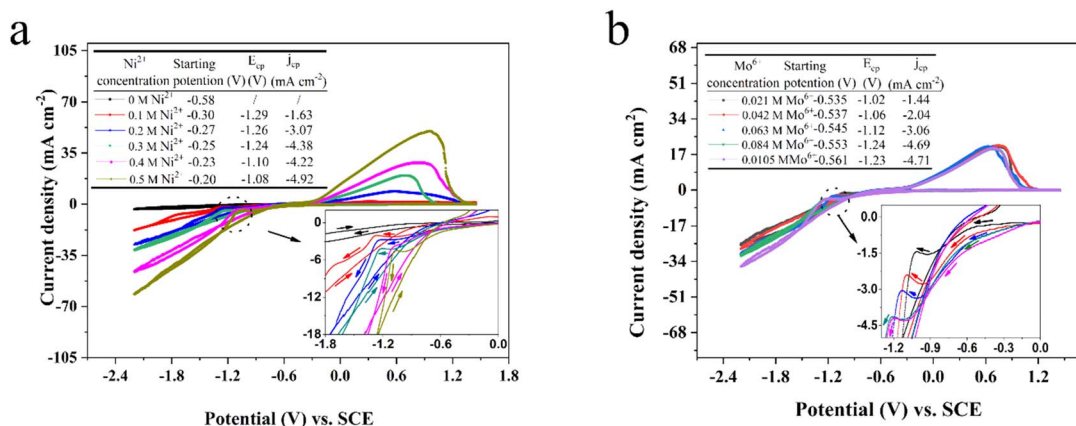 a
105
70
35
0
-35
-70
-105
Current density (mA cm⁻²)
Ni²⁺ Starting E_cp j_cp
concentration potention (V) (V) (mA cm⁻²)
0 M Ni²⁺ -0.58 / /
0.1 M Ni²⁺ -0.30 -1.29 -1.63
0.2 M Ni²⁺ -0.27 -1.26 -3.07
0.3 M Ni²⁺ -0.25 -1.24 -4.38
0.4 M Ni²⁺ -0.23 -1.10 -4.22
0.5 M Ni²⁺ -0.20 -1.08 -4.92
0
-6
-12
-18
-1.8 -1.2 -0.6 0.0
-2.4 -1.8 -1.2 -0.6 0.0 0.6 1.2 1.8
Potential (V) vs. SCE
b
68
51
34
17
0
-17
-34
-51
-68
Current density (mA cm²)
Mo⁶⁺ Starting E_cp j_cp
concentration potention (V) (V) (mA cm⁻²)
0.021 M Mo⁶⁺ -0.535 -1.02 -1.44
0.042 M Mo⁶⁺ -0.537 -1.06 -2.04
0.063 M Mo⁶⁺ -0.545 -1.12 -3.06
0.084 M Mo⁶⁺ -0.553 -1.24 -4.69
0.0105 MMo⁶⁺ -0.561 -1.23 -4.71
0.0
-1.5
-3.0
-4.5
-1.2 -0.9 -0.6 -0.3 0.0
-2.4 -1.8 -1.2 -0.6 0.0 0.6 1.2
Potential (V) vs. SCE